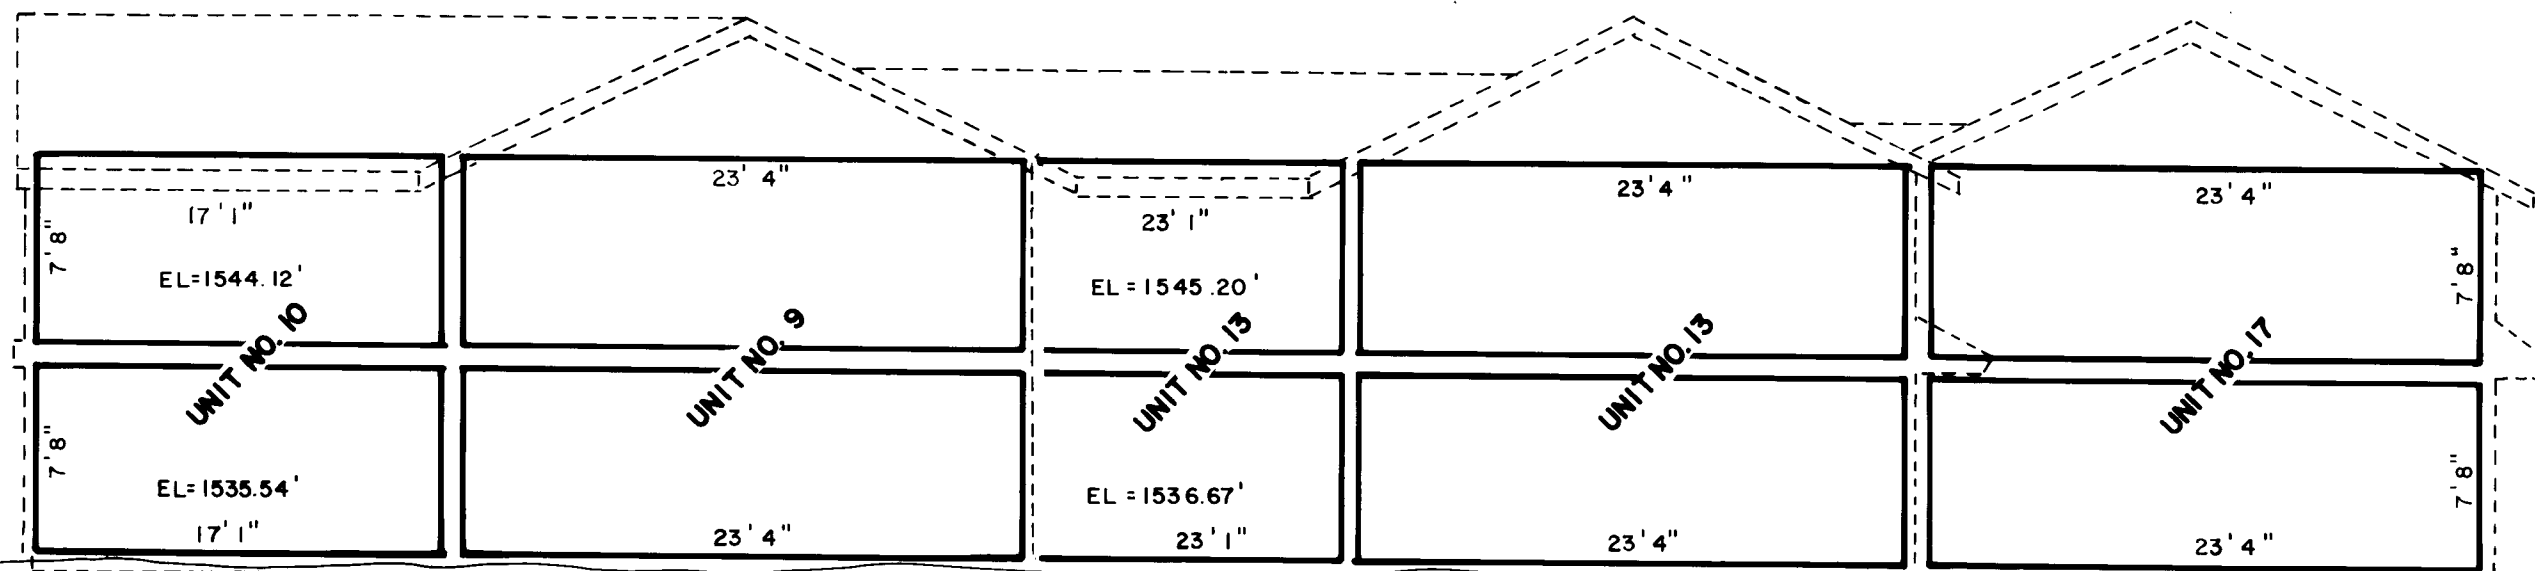 23' 4"
23' 4"
23' 4"
17' 1"
23' 1"
7' 8"
EL=1544.12'
EL=1545.20'
7' 8"
UNIT NO. 10
UNIT NO. 9
UNIT NO. 13
UNIT NO. 13
UNIT NO. 17
7' 8"
EL=1535.54'
EL=1536.67'
7' 8"
17' 1"
23' 4"
23' 1"
23' 4"
23' 4"